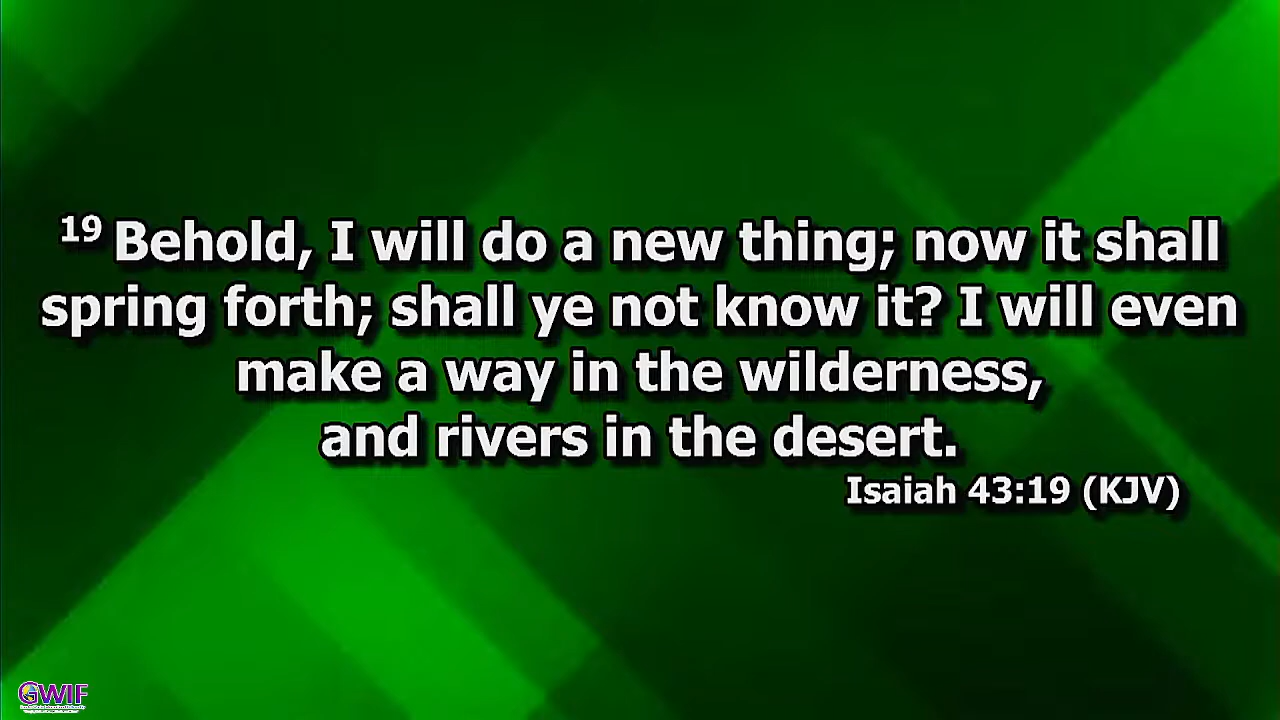 19 Behold, I will do a new thing; now it shall
spring forth; shall ye not know it? I will even
make a way in the wilderness,
and rivers in the desert.
Isaiah 43:19 (KJV)
GWIF